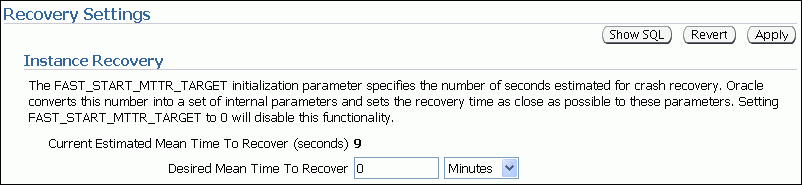 Recovery Settings
Show SQL Revert Apply
Instance Recovery
The FAST_START_MTTR_TARGET initialization parameter specifies the number of seconds estimated for crash recovery. Oracle
converts this number into a set of internal parameters and sets the recovery time as close as possible to these parameters. Setting
FAST_START_MTTR_TARGET to 0 will disable this functionality.
Current Estimated Mean Time To Recover (seconds) 9
Desired Mean Time To Recover 0 Minutes